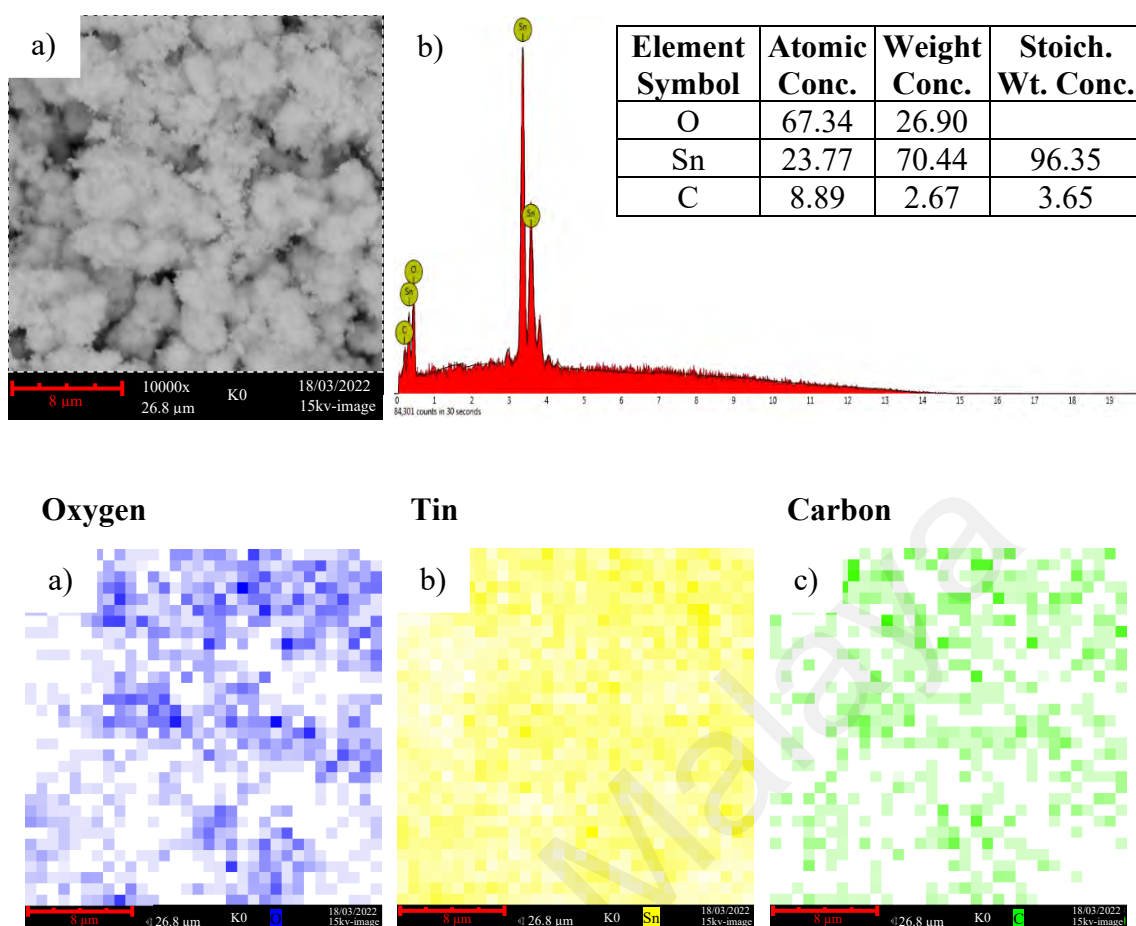 a)
8 µm
10000x
26.8 µm
K0
18/03/2022
15kv-image
b)
Sn
Sn
O
Sn
C
0 1 2 3 4 5 6 7 8 9 10 11 12 13 14 15 16 17 18 19
84,301 counts in 30 seconds
Element Symbol Atomic Conc. Weight Conc. Stoich. Wt. Conc.
O 67.34 26.90
Sn 23.77 70.44 96.35
C 8.89 2.67 3.65
Oxygen
Tin
Carbon
a)
b)
c)
8 µm 26.8 µm K0 O 18/03/2022
15kv-image
8 µm 26.8 µm K0 Sn 18/03/2022
15kv-image
8 µm 26.8 µm K0 C 18/03/2022
15kv-image
Malaya